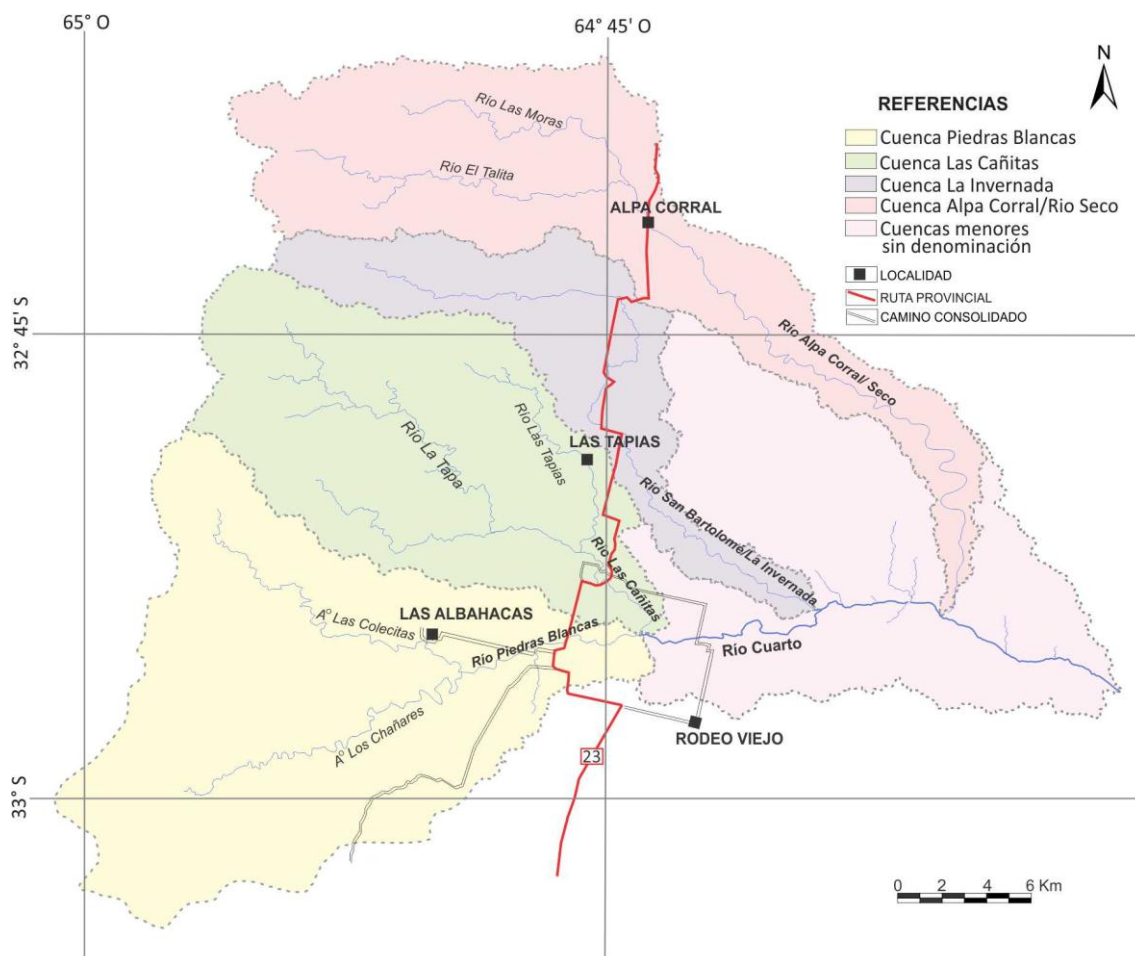 65° O
64° 45' O
N
REFERENCIAS
Cuenca Piedras Blancas
Cuenca Las Cañitas
Cuenca La Invernada
Cuenca Alpa Corral/Rio Seco
Cuencas menores
sin denominación
LOCALIDAD
RUTA PROVINCIAL
CAMINO CONSOLIDADO
Río Las Moras
Río El Talita
ALPA CORRAL
32° 45' S
Río Alpa Corral/ Seco
Río La Tapa
Río Las Tapias
LAS TAPIAS
Río San Bartolomé/La Invernada
Río Las Cañitas
Aº Las Colecitas
LAS ALBAHACAS
Río Piedras Blancas
Río Cuarto
Aº Los Chañares
RODEO VIEJO
23
33° S
0 2 4 6 Km